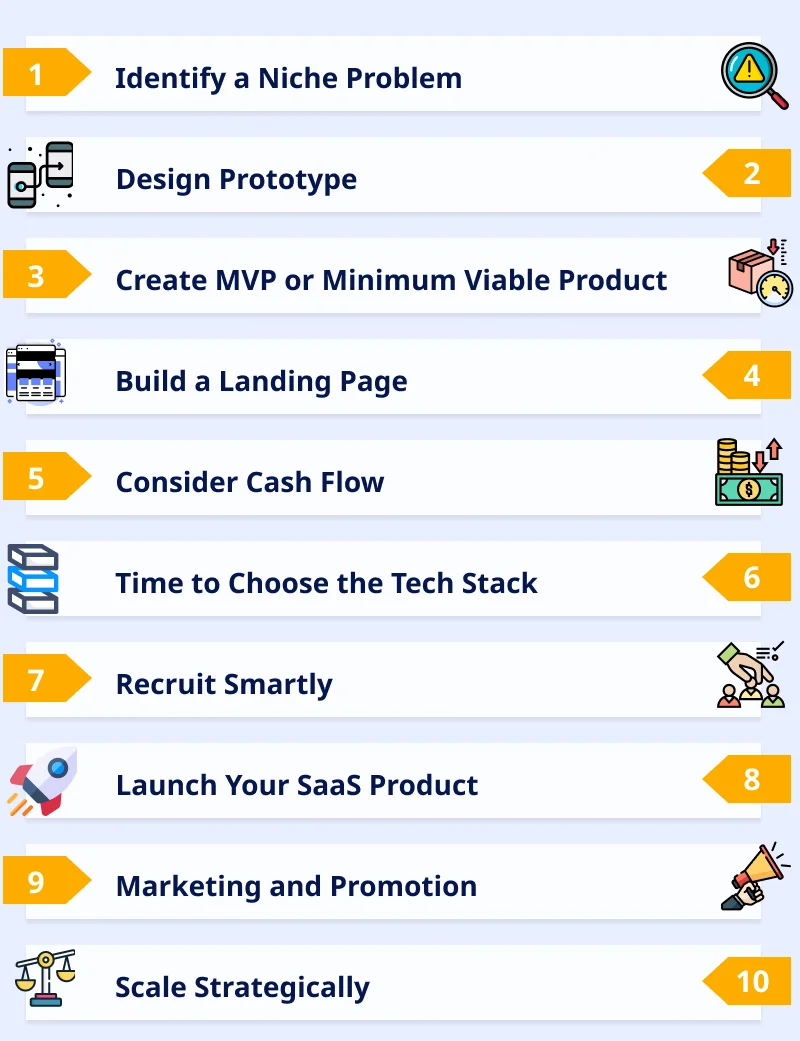 1
Identify a Niche Problem
Design Prototype
2
3
Create MVP or Minimum Viable Product
Build a Landing Page
4
5
Consider Cash Flow
Time to Choose the Tech Stack
6
7
Recruit Smartly
Launch Your SaaS Product
8
9
Marketing and Promotion
Scale Strategically
10